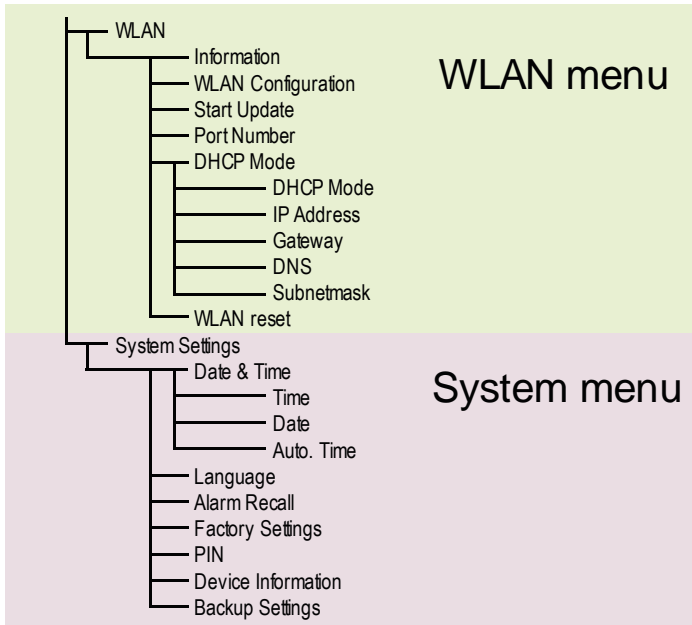 WLAN
Information
WLAN Configuration
Start Update
Port Number
DHCP Mode
DHCP Mode
IP Address
Gateway
DNS
Subnetmask
WLAN reset
WLAN menu
System Settings
Date & Time
Time
Date
Auto. Time
Language
Alarm Recall
Factory Settings
PIN
Device Information
Backup Settings
System menu